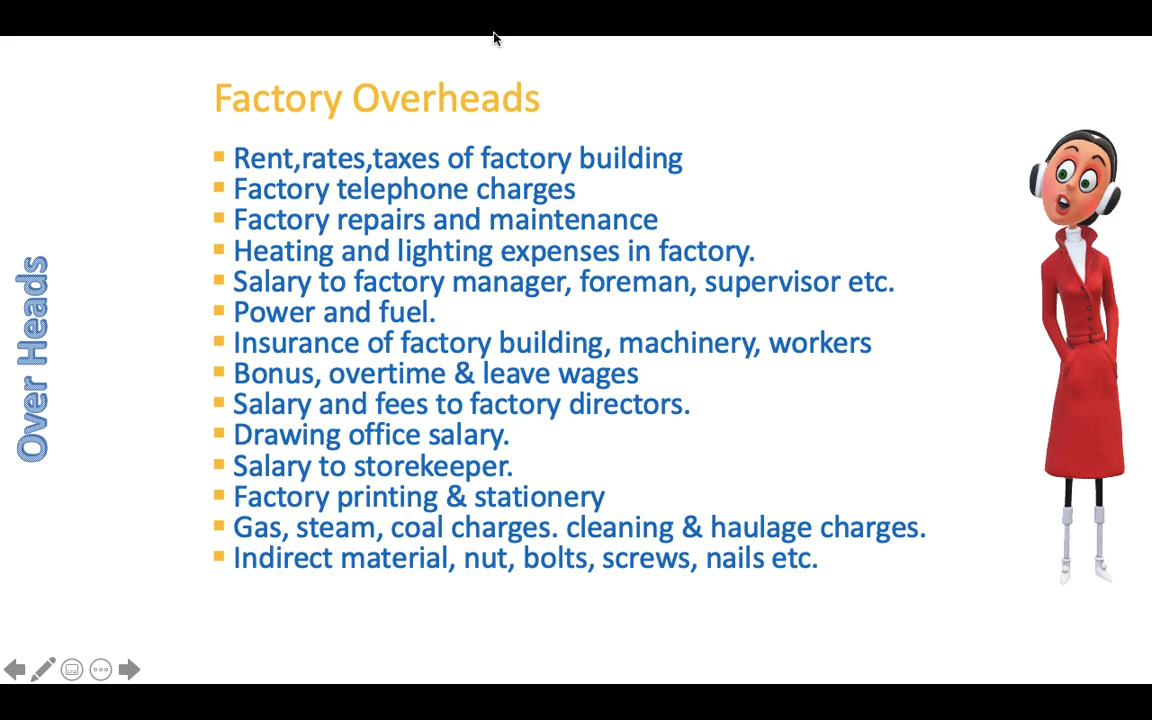 Factory Overheads
Rent,rates,taxes of factory building
Factory telephone charges
Factory repairs and maintenance
Heating and lighting expenses in factory.
Salary to factory manager, foreman, supervisor etc.
Power and fuel.
Insurance of factory building, machinery, workers
Bonus, overtime & leave wages
Salary and fees to factory directors.
Drawing office salary.
Salary to storekeeper.
Factory printing & stationery
Gas, steam, coal charges. cleaning & haulage charges.
Indirect material, nut, bolts, screws, nails etc.
Over Heads